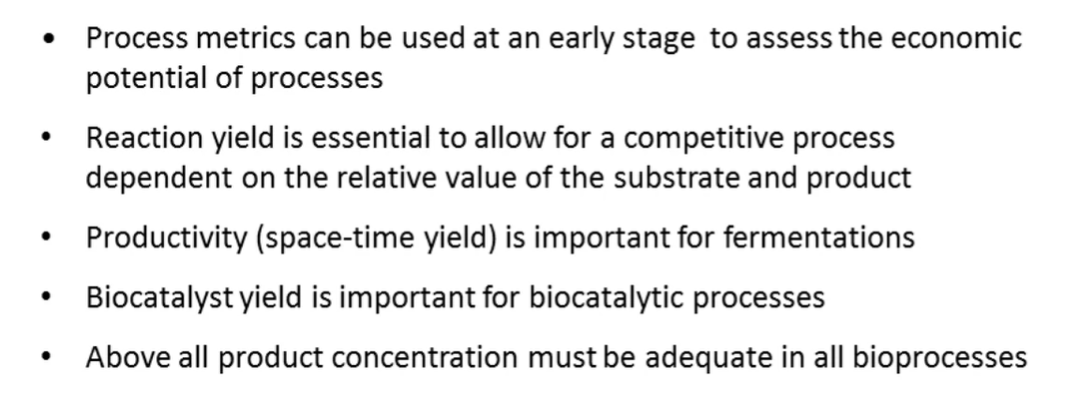 • Process metrics can be used at an early stage to assess the economic
potential of processes
• Reaction yield is essential to allow for a competitive process
dependent on the relative value of the substrate and product
• Productivity (space-time yield) is important for fermentations
• Biocatalyst yield is important for biocatalytic processes
• Above all product concentration must be adequate in all bioprocesses